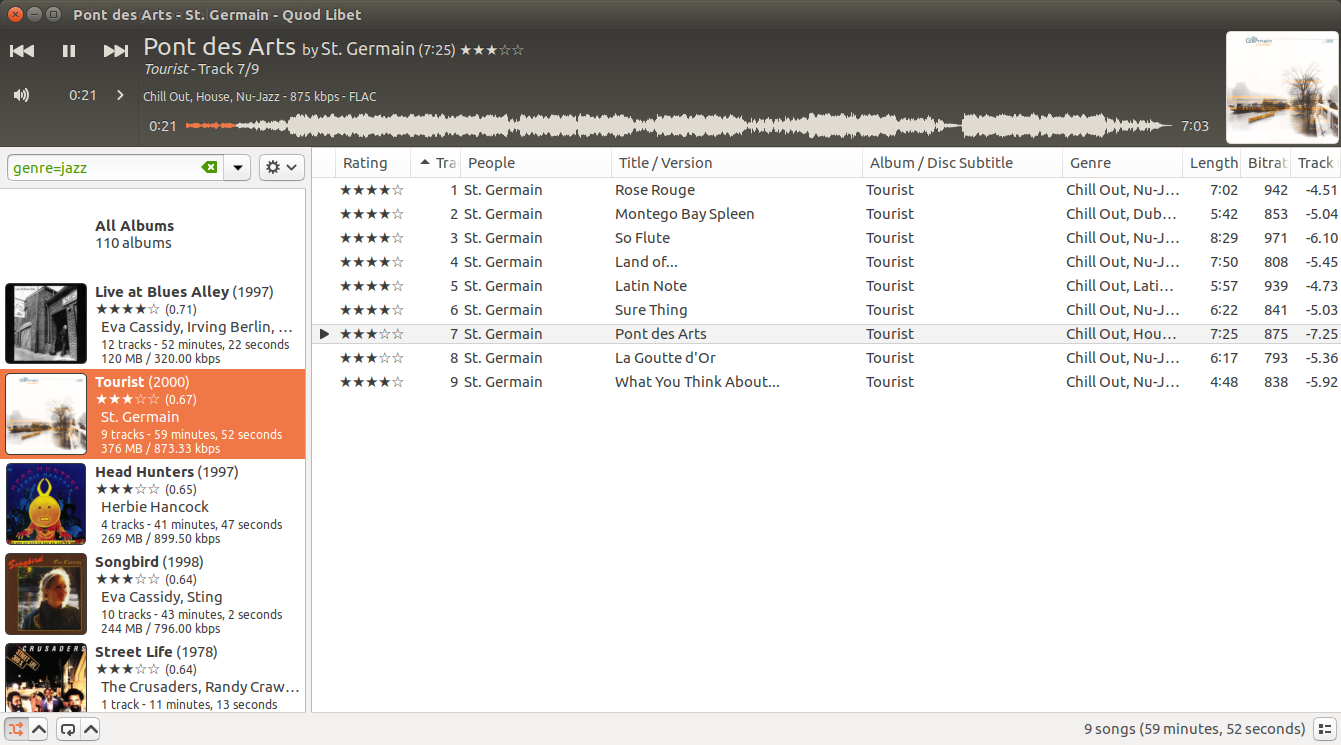 Pont des Arts - St. Germain - Quod Libet
Pont des Arts by St. Germain (7:25) ★★★☆☆
Tourist - Track 7/9
0:21
Chill Out, House, Nu-Jazz - 875 kbps - FLAC
0:21 7:03
genre=jazz
All Albums
110 albums
Live at Blues Alley (1997)
★★★★☆ (0.71)
Eva Cassidy, Irving Berlin, …
12 tracks - 52 minutes, 22 seconds
120 MB / 320.00 kbps
Tourist (2000)
★★★☆☆ (0.67)
St. Germain
9 tracks - 59 minutes, 52 seconds
376 MB / 873.33 kbps
Head Hunters (1997)
★★★☆☆ (0.65)
Herbie Hancock
4 tracks - 41 minutes, 47 seconds
269 MB / 899.50 kbps
Songbird (1998)
★★★☆☆ (0.64)
Eva Cassidy, Sting
10 tracks - 43 minutes, 2 seconds
244 MB / 796.00 kbps
CRUSADERS
Street Life (1978)
★★★☆☆ (0.64)
The Crusaders, Randy Craw…
1 track - 11 minutes, 13 seconds
Rating Tra People Title / Version Album / Disc Subtitle Genre Length Bitrat Track
★★★★☆ 1 St. Germain Rose Rouge Tourist Chill Out, Nu-J… 7:02 942 -4.51
★★★★☆ 2 St. Germain Montego Bay Spleen Tourist Chill Out, Dub… 5:42 853 -5.04
★★★★☆ 3 St. Germain So Flute Tourist Chill Out, Nu-J… 8:29 971 -6.10
★★★★☆ 4 St. Germain Land of... Tourist Chill Out, Nu-J… 7:50 808 -5.45
★★★★☆ 5 St. Germain Latin Note Tourist Chill Out, Lati… 5:57 939 -4.73
★★★★☆ 6 St. Germain Sure Thing Tourist Chill Out, Nu-J… 6:22 841 -5.03
★★★☆☆ 7 St. Germain Pont des Arts Tourist Chill Out, Hou… 7:25 875 -7.25
★★★☆☆ 8 St. Germain La Goutte d'Or Tourist Chill Out, Nu-J… 6:17 793 -5.36
★★★★☆ 9 St. Germain What You Think About... Tourist Chill Out, Nu-J… 4:48 838 -5.92
9 songs (59 minutes, 52 seconds)